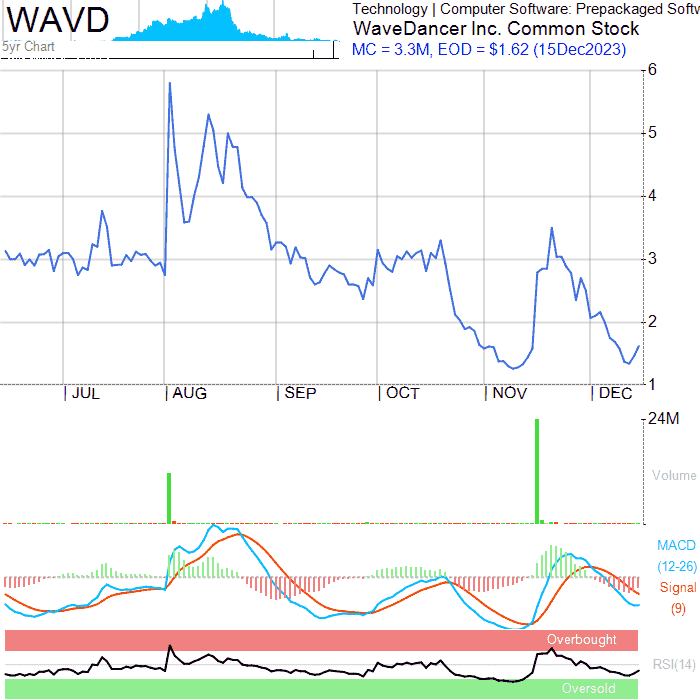 WAVD
5yr Chart
Technology | Computer Software: Prepackaged Softw
WaveDancer Inc. Common Stock
MC = 3.3M, EOD = $1.62 (15Dec2023)
6
5
4
3
2
1
| JUL | AUG | SEP | OCT | NOV | DEC
24M
Volume
MACD
(12-26)
Signal
(9)
Overbought
RSI(14)
Oversold